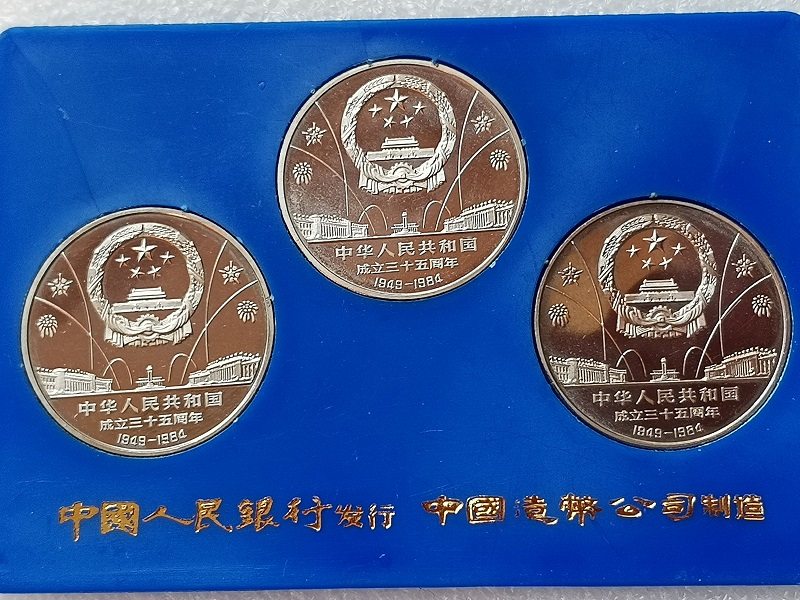 中华人民共和国
成立三十五周年
1949-1984
中华人民共和国
成立三十五周年
1949-1984
中华人民共和国
成立三十五周年
1949-1984
中國人民銀行发行 中國造幣公司制造